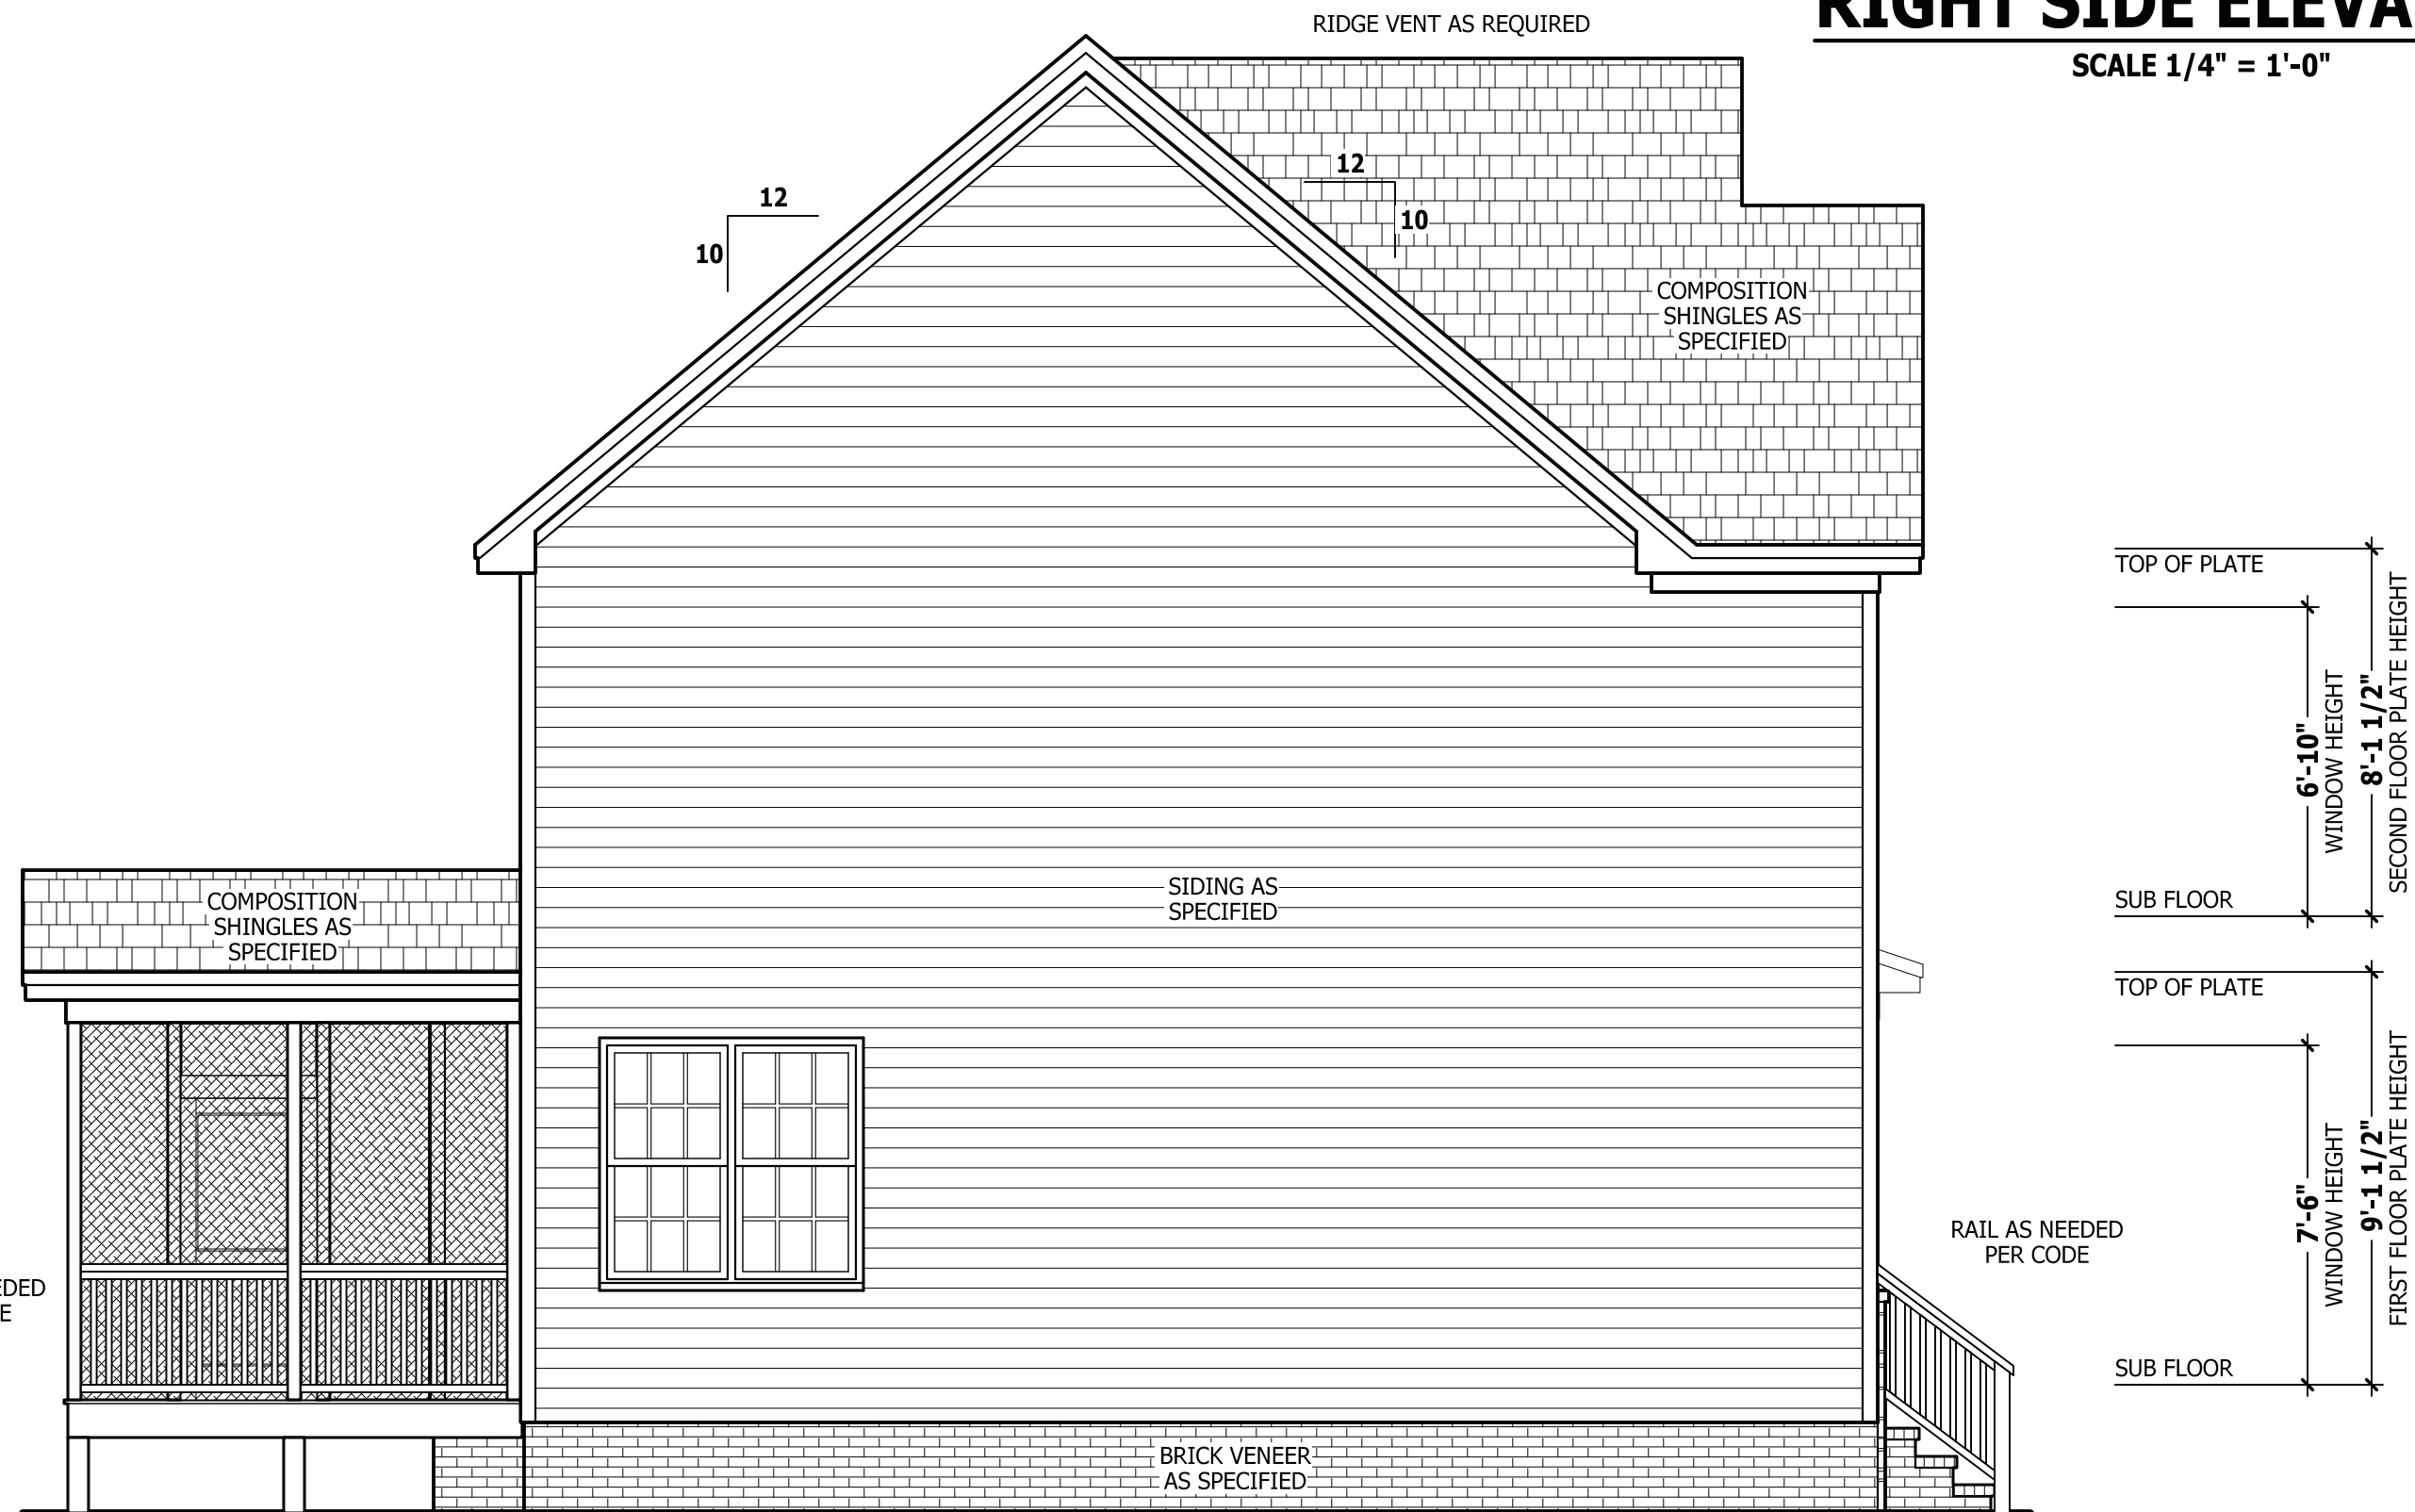 RIDGE VENT AS REQUIRED
RIGHT SIDE ELEVA
SCALE 1/4" = 1'-0"
12
10
12
10
COMPOSITION
SHINGLES AS
SPECIFIED
TOP OF PLATE
6'-10"
WINDOW HEIGHT
8'-1 1/2"
SECOND FLOOR PLATE HEIGHT
SUB FLOOR
COMPOSITION
SHINGLES AS
SPECIFIED
SIDING AS
SPECIFIED
TOP OF PLATE
7'-6"
WINDOW HEIGHT
9'-1 1/2"
FIRST FLOOR PLATE HEIGHT
RAIL AS NEEDED
PER CODE
EDED
E
SUB FLOOR
BRICK VENEER
AS SPECIFIED